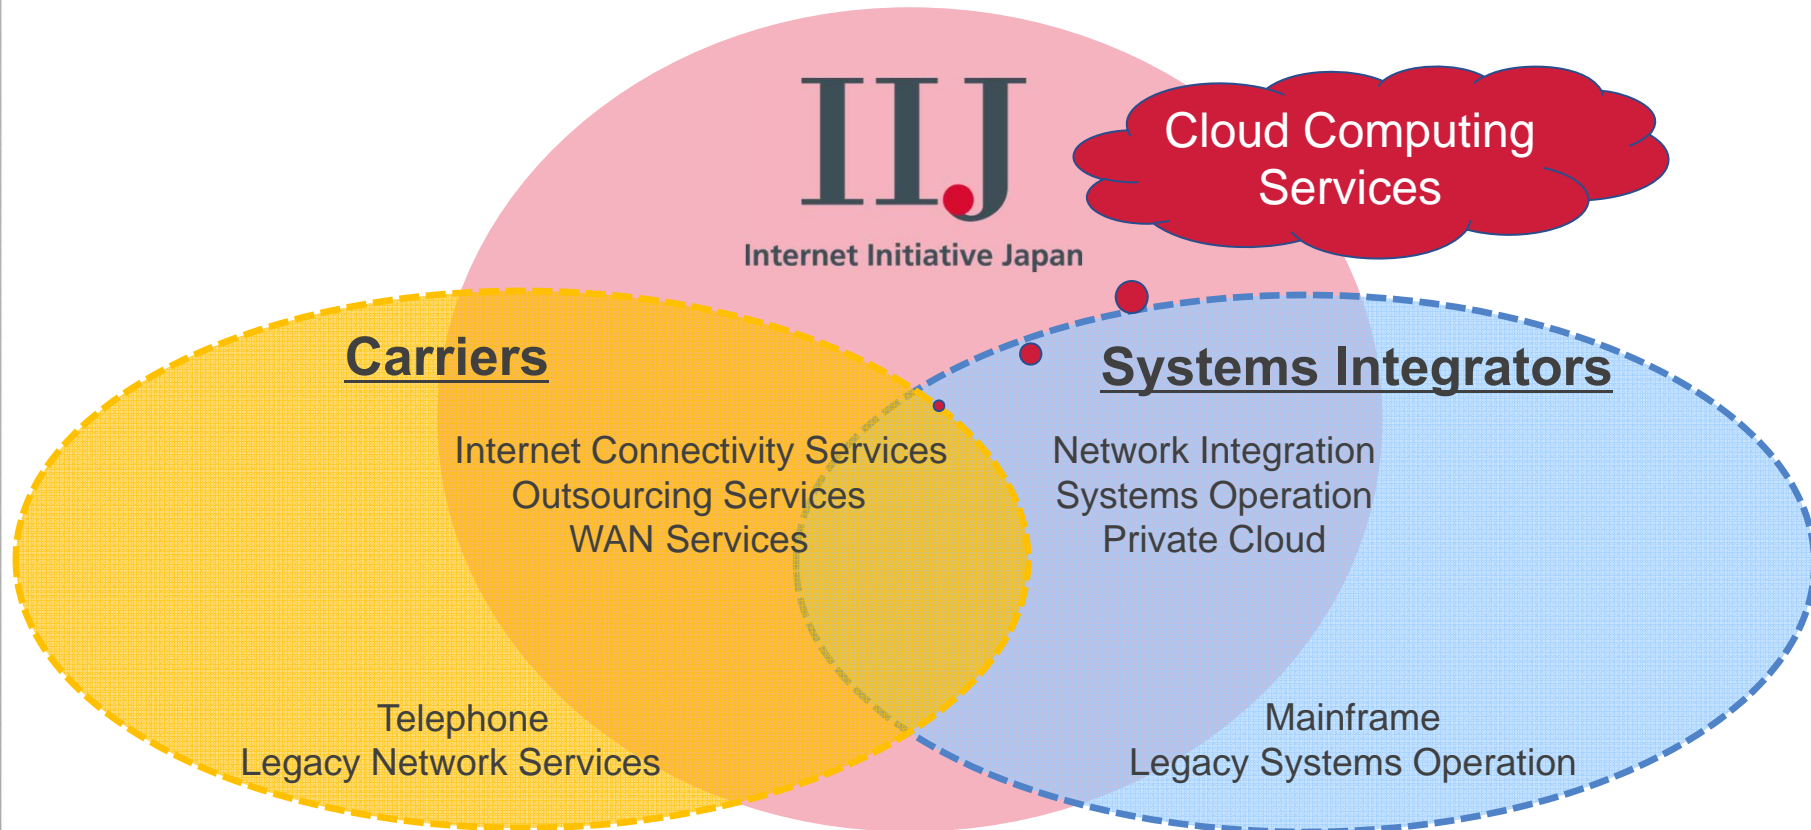 IIJ
Internet Initiative Japan
Cloud Computing
Services
Carriers
Systems Integrators
Internet Connectivity Services
Outsourcing Services
WAN Services
Network Integration
Systems Operation
Private Cloud
Telephone
Legacy Network Services
Mainframe
Legacy Systems Operation